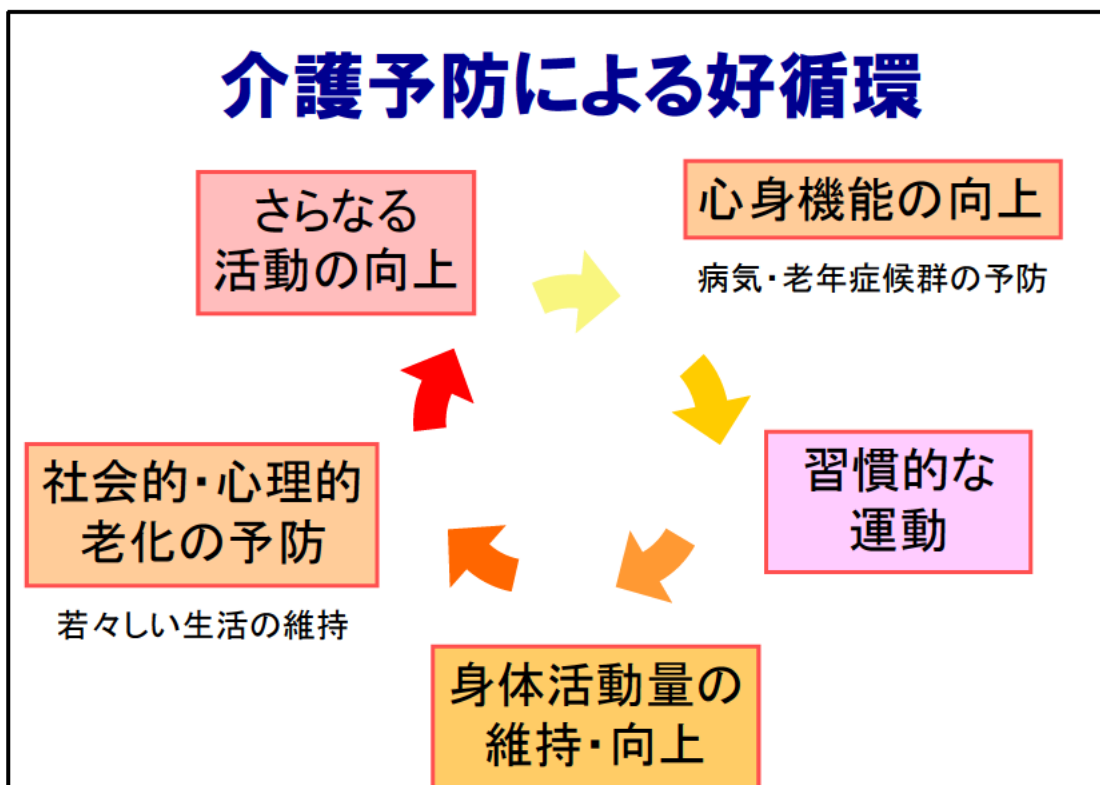 介護予防による好循環
さらなる
活動の向上
心身機能の向上
病気・老年症候群の予防
習慣的な
運動
身体活動量の
維持・向上
社会的・心理的
老化の予防
若々しい生活の維持